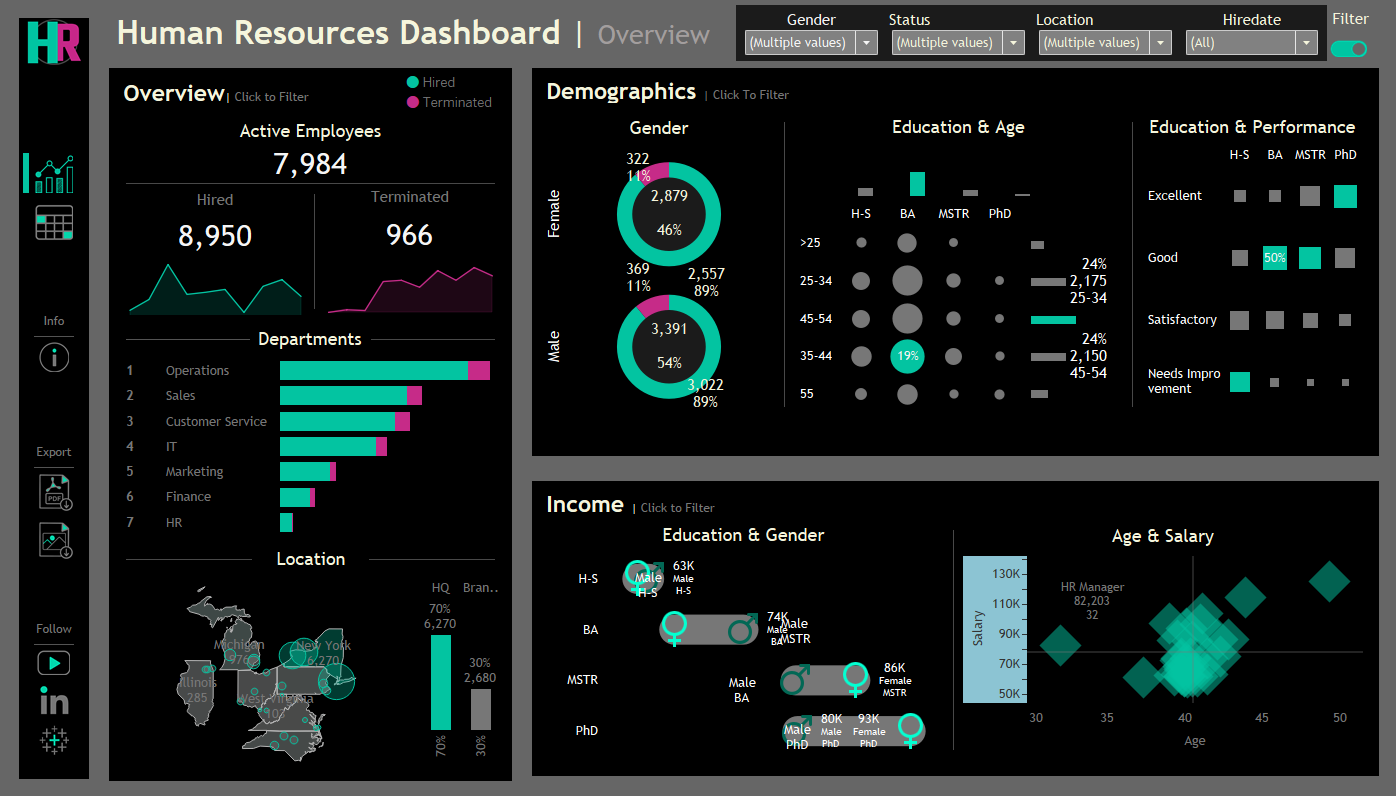 HR
Human Resources Dashboard | Overview
Gender
Status
Location
Hiredate
Filter
(Multiple values)
(Multiple values)
(Multiple values)
(All)
Info
Export
PDF
Follow
in
Overview | Click to Filter
Hired
Terminated
Active Employees
7,984
Hired
8,950
Terminated
966
Departments
1 Operations
2 Sales
3 Customer Service
4 IT
5 Marketing
6 Finance
7 HR
Location
Michigan
New York
6,270
Illinois
285
West Virginia
HQ
Bran..
70%
6,270
30%
2,680
70%
30%
Demographics | Click To Filter
Gender
Female
322
11%
2,879
46%
2,557
89%
Male
369
11%
3,391
54%
3,022
89%
Education & Age
H-S BA MSTR PhD
>25
25-34
45-54
35-44
55
19%
24%
2,175
25-34
24%
2,150
45-54
Education & Performance
H-S BA MSTR PhD
Excellent
Good
50%
Satisfactory
Needs Impro
vement
Income | Click to Filter
Education & Gender
H-S
Male
H-S
63K
Male
H-S
BA
74K
Male
BA
Male
MSTR
MSTR
Male
BA
86K
Female
MSTR
PhD
Male
PhD
80K
Male
PhD
93K
Female
PhD
Age & Salary
Salary
130K
110K
90K
70K
50K
HR Manager
82,203
32
30 35 40 45 50
Age